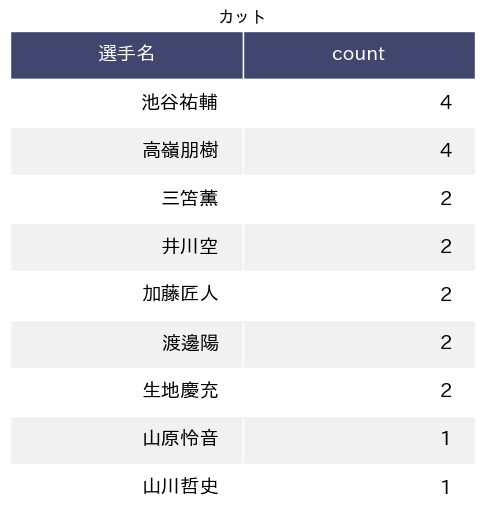 カット
選手名 count
池谷祐輔 4
高嶺朋樹 4
三笘薫 2
井川空 2
加藤匠人 2
渡邊陽 2
生地慶充 2
山原怜音 1
山川哲史 1